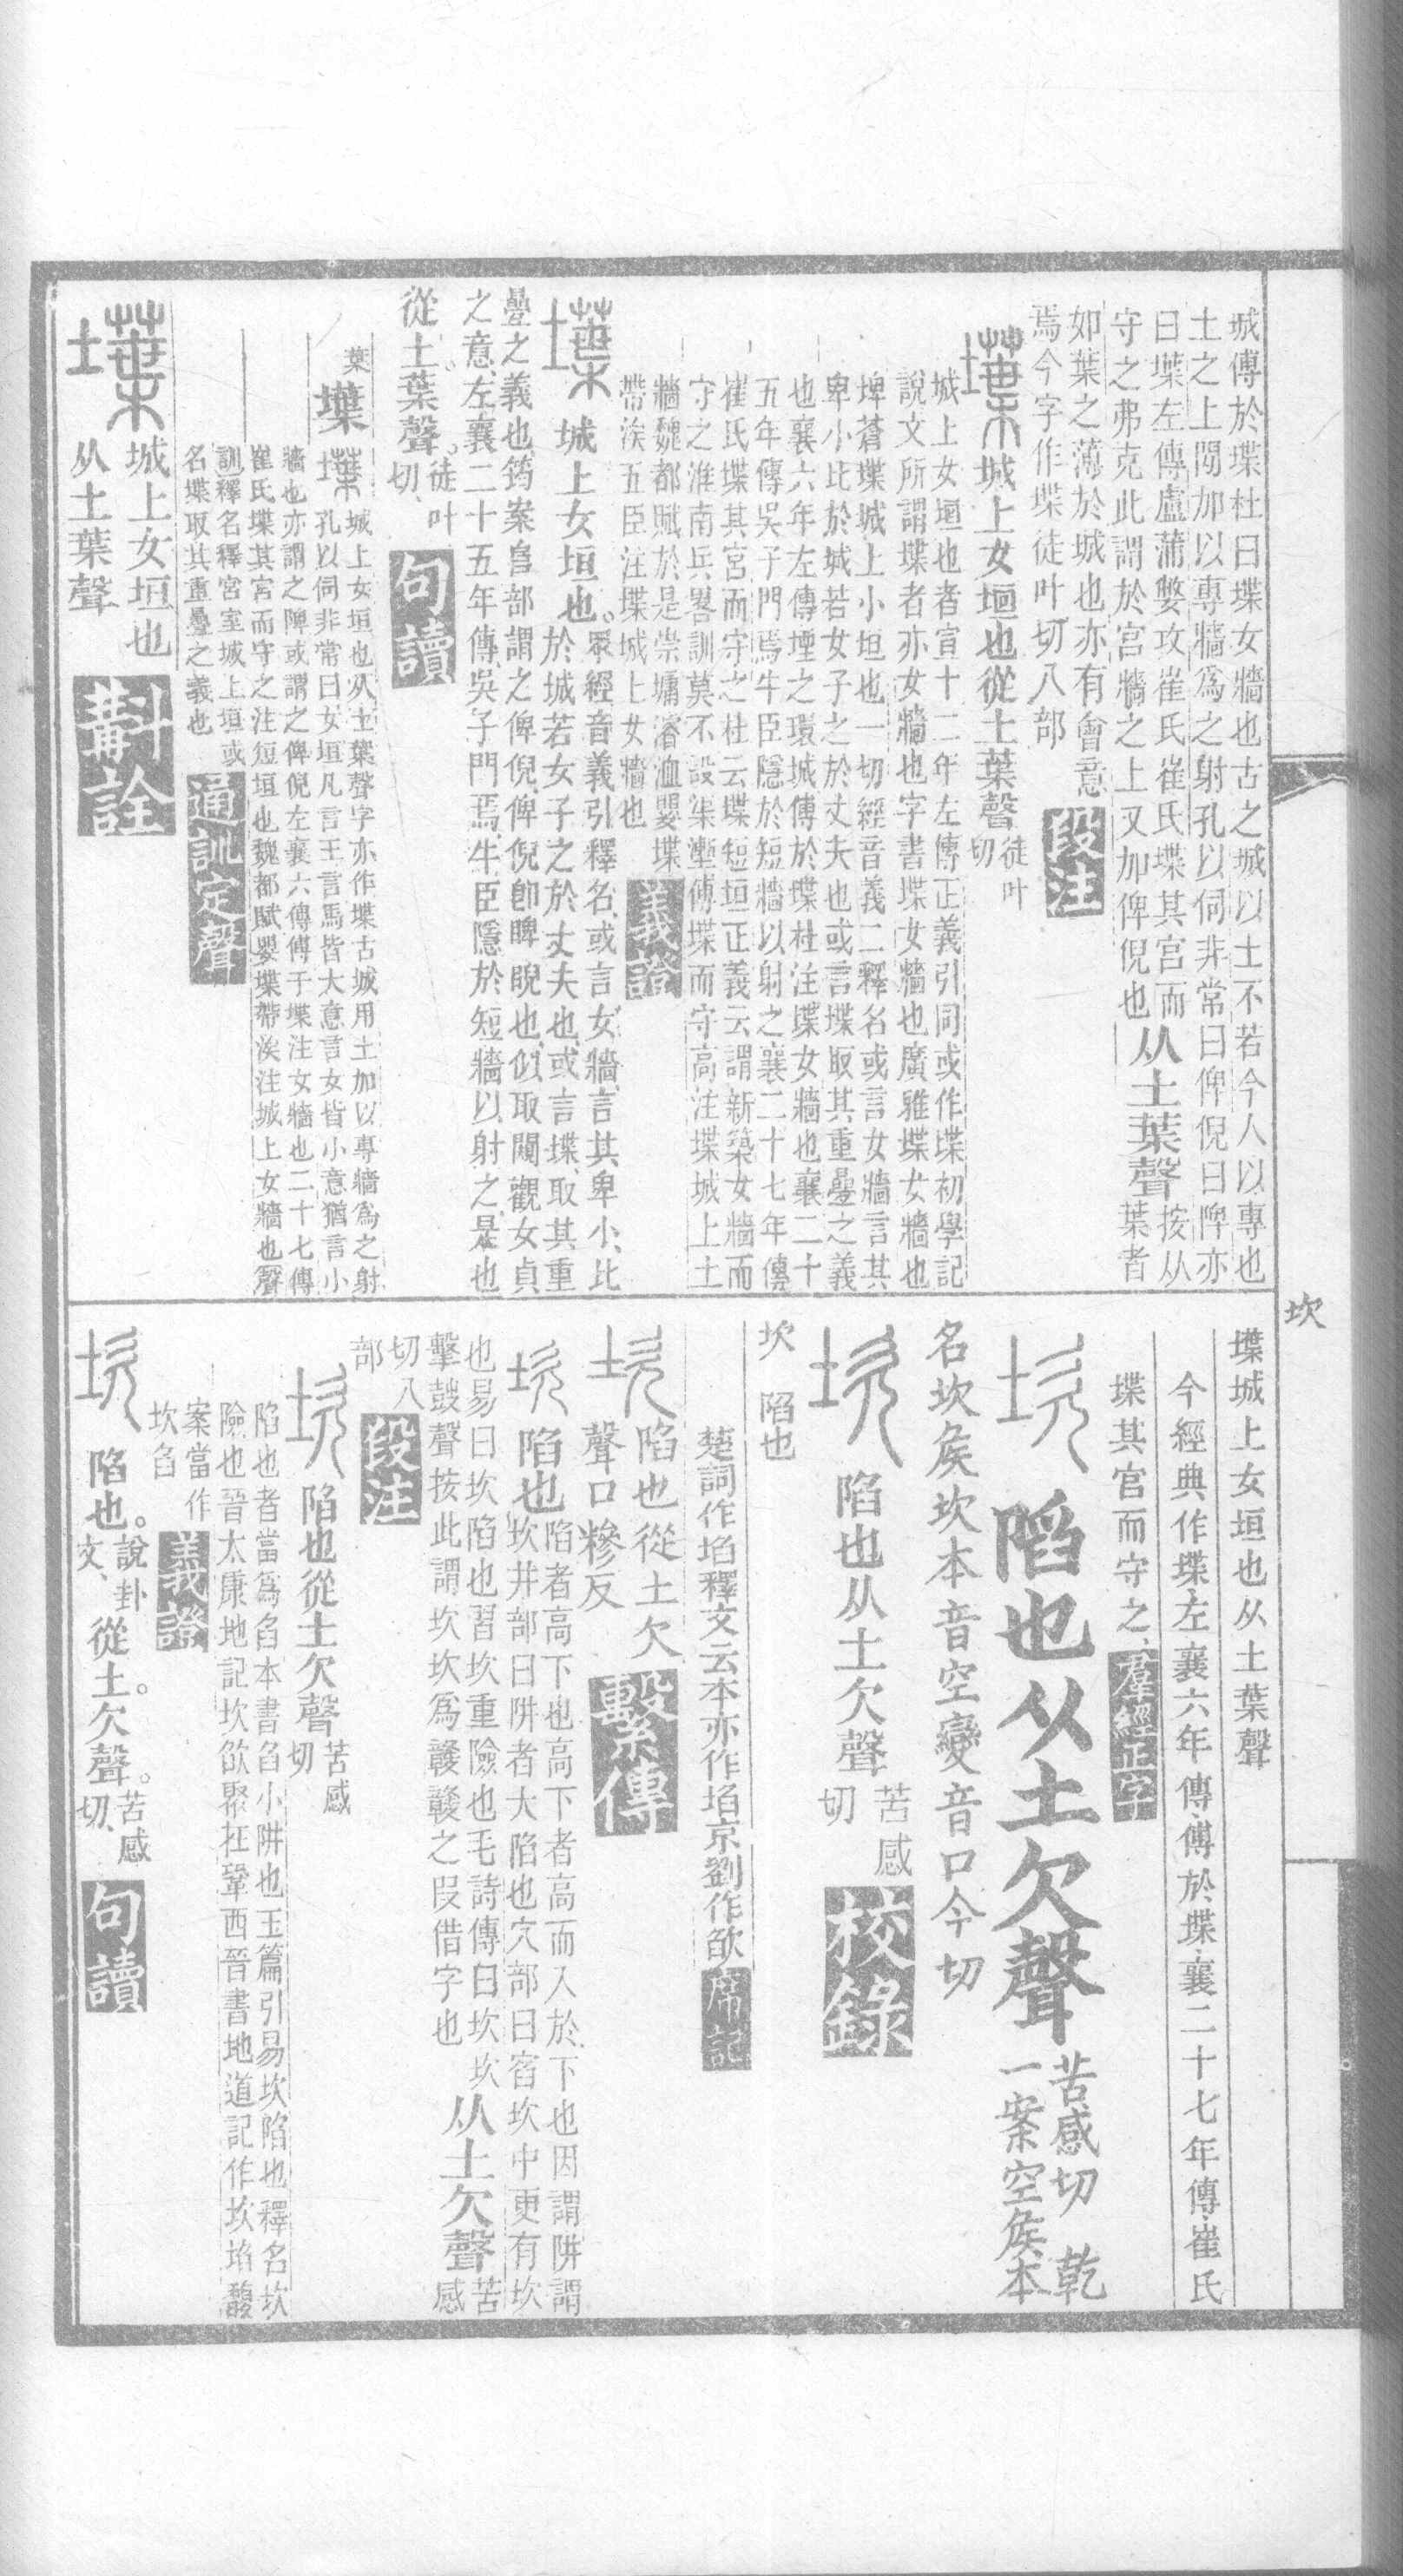 城傳於堞杜曰堞女牆也古之城以土不若今人以專也
土之上閒加以專牆爲之射孔以伺非常曰俾倪曰陴亦
曰堞左傳盧蒲嫳攻崔氏崔氏堞其宮而
守之弗克此謂於宮牆之上又加俾倪也从土葉聲按从葉者
如葉之薄於城也亦有會意
焉今字作堞徒叶切八部
段注
城上女垣也從土葉聲徒叶切
城上女垣也者宣十二年左傳正義引同或作堞初學記
說文所謂堞者亦女牆也字書堞女牆也廣雅堞女牆也
埤蒼堞城上小垣也一切經音義二釋名或言女牆言其
卑小比於城若女子之於丈夫也或言堞取其重曡之義
也襄六年左傳堙之環城傅於堞杜注堞女牆也襄二十
五年傳吳子門焉牛臣隱於短牆以射之襄二十七年傳
崔氏堞其宮而守之杜云堞短垣正義云謂新築女牆而
守之淮南兵畧訓莫不設渠壍傅堞而守高注堞城上土
牆魏都賦於是崇墉濬洫嬰堞
帶涘五臣注堞城上女牆也
義證
城上女垣也。眾經音義引釋名、或言女牆、言其卑小、比
於城若女子之於丈夫也、或言堞、取其重
曡之義也、筠案𨸏部謂之俾倪、俾倪卽睥睨也、似取闚觀女貞
之意、左襄二十五年傳、吳子門焉、牛臣隱於短牆以射之、是也
從土。葉聲。徒叶切、
句讀
葉
堞 城上女垣也从土葉聲字亦作堞古城用土加以專牆爲之射
孔以伺非常曰女垣凡言王言馬皆大意言女皆小意猶言小
牆也亦謂之陴或謂之俾倪左襄六傳傅于堞注女牆也二十七傳
崔氏堞其宮而守之注短垣也魏都賦嬰堞帶涘注城上女牆也聲
訓釋名釋宮室城上垣或
名堞取其重曡之義也
通訓定聲
城上女垣也
从土葉聲
斠詮
坎
堞城上女垣也从土葉聲
今經典作堞、左襄六年傳、傅於堞、襄二十七年傳、崔氏
堞其宫而守之、
羣經正字
陷也从土欠聲苦感切 乾
一案空矦本
名坎矦坎本音空變音口今切
陷也从土欠聲苦感切
校錄
坎 陷也
楚詞作埳釋文云本亦作埳京劉作欿
席記
陷也從土欠
聲口糝反
繫傳
陷也陷者高下也高下者高而入於下也因謂阱謂
坎井部曰阱者大陷也穴部曰窞坎中更有坎
也易曰坎陷也習坎重險也毛詩傳曰坎坎
擊鼓聲按此謂坎坎爲竷竷之叚借字也从土欠聲苦感
切八
部
段注
陷也從土欠聲苦感切
陷也者當爲臽本書臽小阱也玉篇引易坎陷也釋名坎
險也晉太康地記坎欿聚在鞏西晉書地道記作坎埳馥
案當作
坎臽
義證
陷也。說卦文、從土。欠聲。苦感切、
句讀